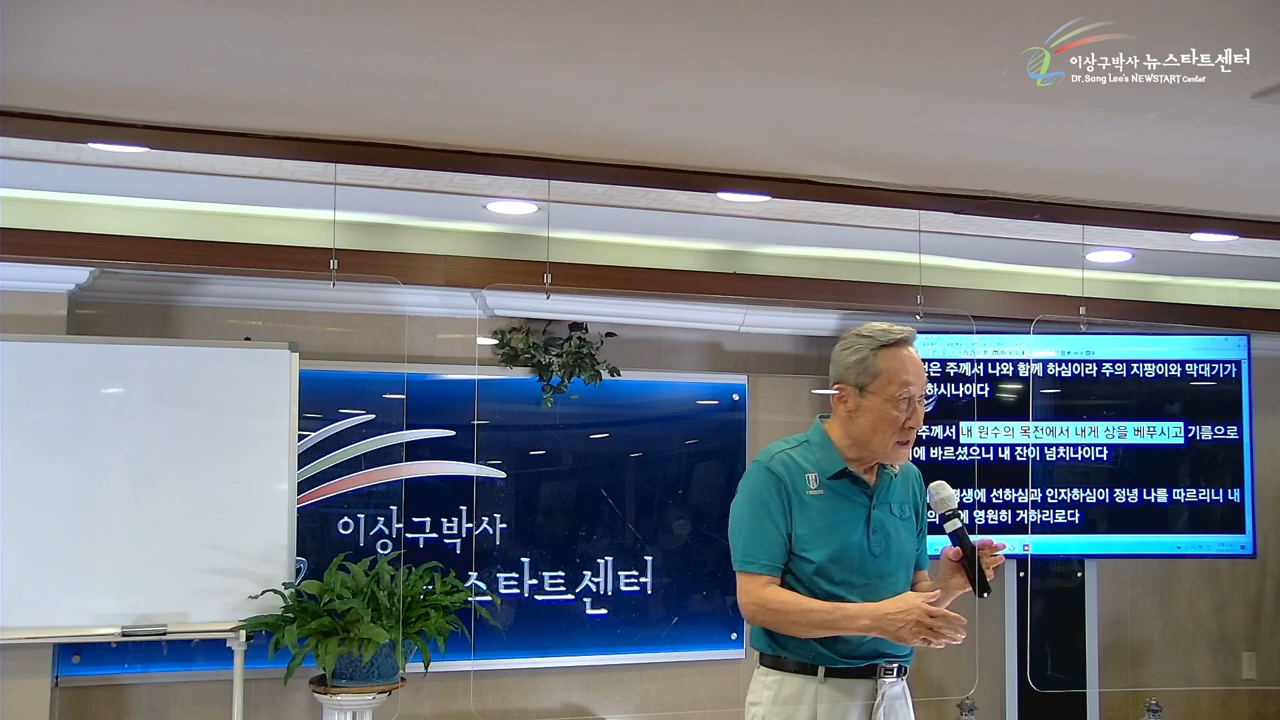 이상구박사 뉴스타트센터
Dr. Sang Lee's NEWSTART Center
주께서 나와 함께 하심이라 주의 지팡이와 막대기가
하시나이다
주께서 내 원수의 목전에서 내게 상을 베푸시고 기름으로
바르셨으니 내 잔이 넘치나이다
선하심과 인자하심이 정녕 나를 따르리니 내
영원히 거하리로다
이상구박사
스타트센터